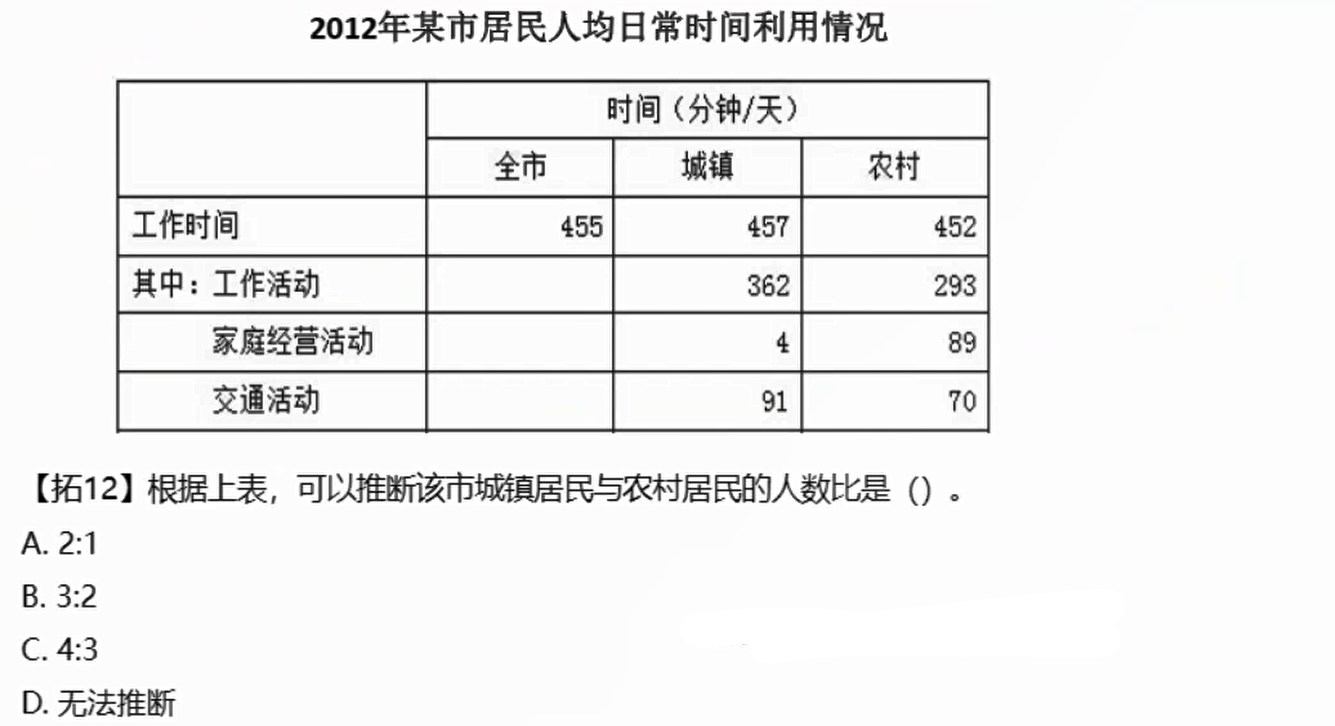 2012年某市居民人均日常时间利用情况
时间（分钟/天）
全市 城镇 农村
工作时间 455 457 452
其中：工作活动 362 293
家庭经营活动 4 89
交通活动 91 70
【拓12】根据上表，可以推断该市城镇居民与农村居民的人数比是（）。
A. 2:1
B. 3:2
C. 4:3
D. 无法推断